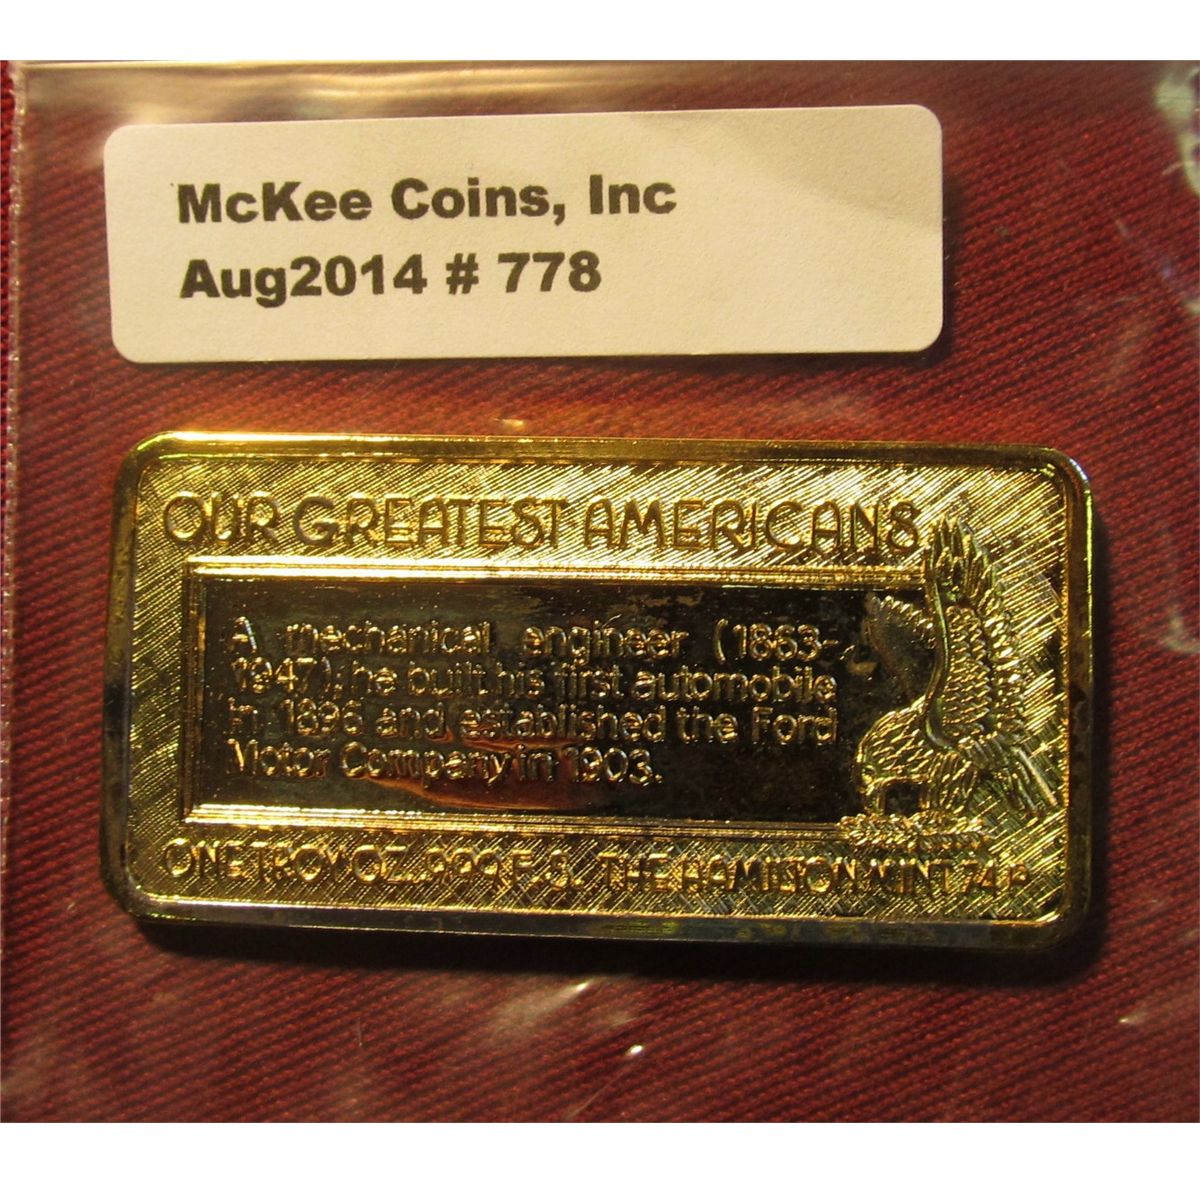 McKee Coins, Inc
Aug2014 # 778
OUR GREATEST AMERICANS
A mechanical engineer (1863-
1947); he built his first automobile
in 1896 and established the Ford
Motor Company in 1903.
ONE TROY OZ. .999 F.S. THE HAMILTON MINT 74 P